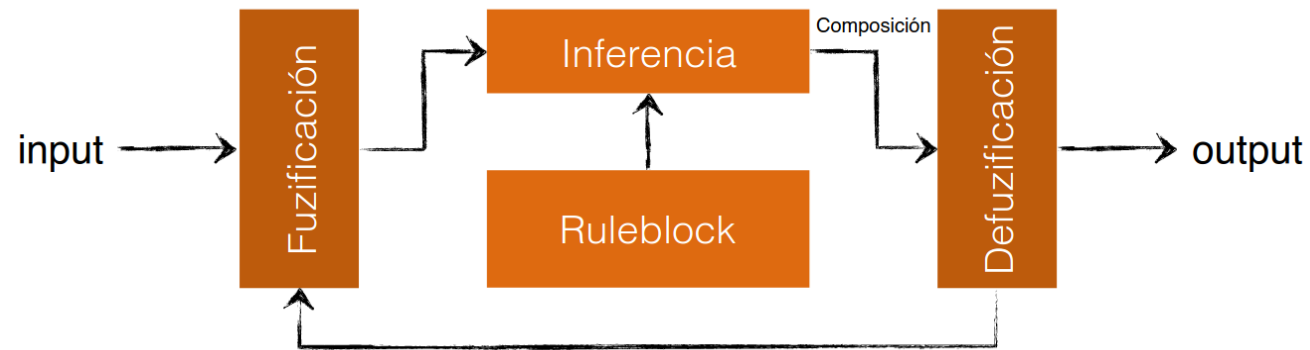 input
Fuzificación
Inferencia
Ruleblock
Composición
Defuzificación
output